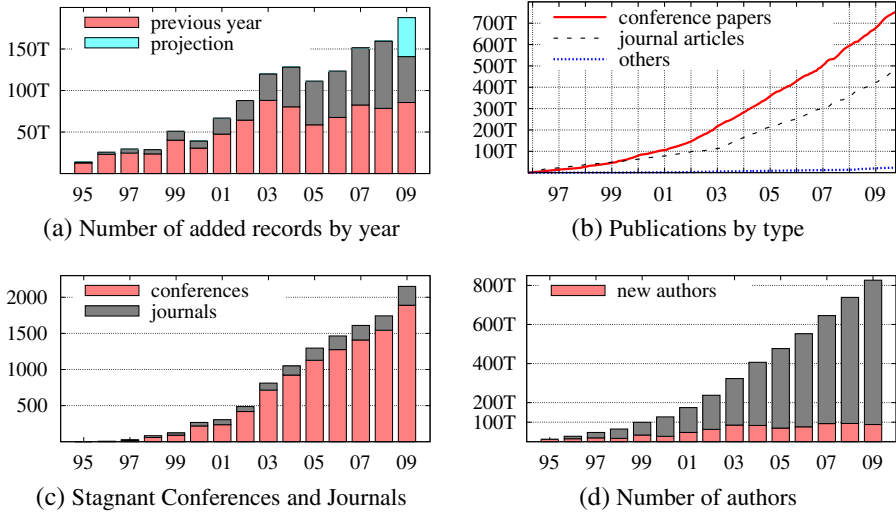 previous year
projection
150T
100T
50T
95 97 99 01 03 05 07 09
(a) Number of added records by year
conference papers
journal articles
others
700T
600T
500T
400T
300T
200T
100T
97 99 01 03 05 07 09
(b) Publications by type
conferences
journals
2000
1500
1000
500
95 97 99 01 03 05 07 09
(c) Stagnant Conferences and Journals
new authors
800T
600T
400T
200T
100T
95 97 99 01 03 05 07 09
(d) Number of authors